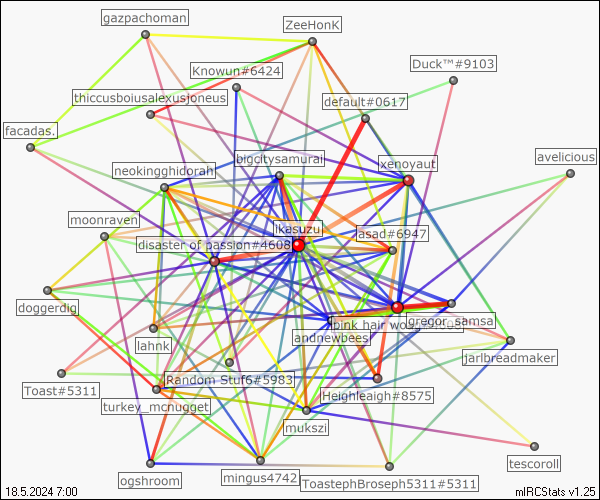 gazpachoman
ZeeHonK
Duck™#9103
Knowun#6424
thiccusboiusalexusjoneus
default#0617
facadas.
bigcitysamurai
xenoyaut
avelicious
neokingghidorah
moonraven
likasuzu
asad#6947
disaster of passion#4608
doggerdig
gregor_samsa
pink hair
andnewbees
lahnk
jarlbreadmaker
Toast#5311
Random Stuf6#5983
Heighleaigh#8575
turkey_mcnugget
mukszi
tescoroll
ogshroom
mingus4742
ToastephBroseph5311#5311
18.5.2024 7:00
mIRCStats v1.25